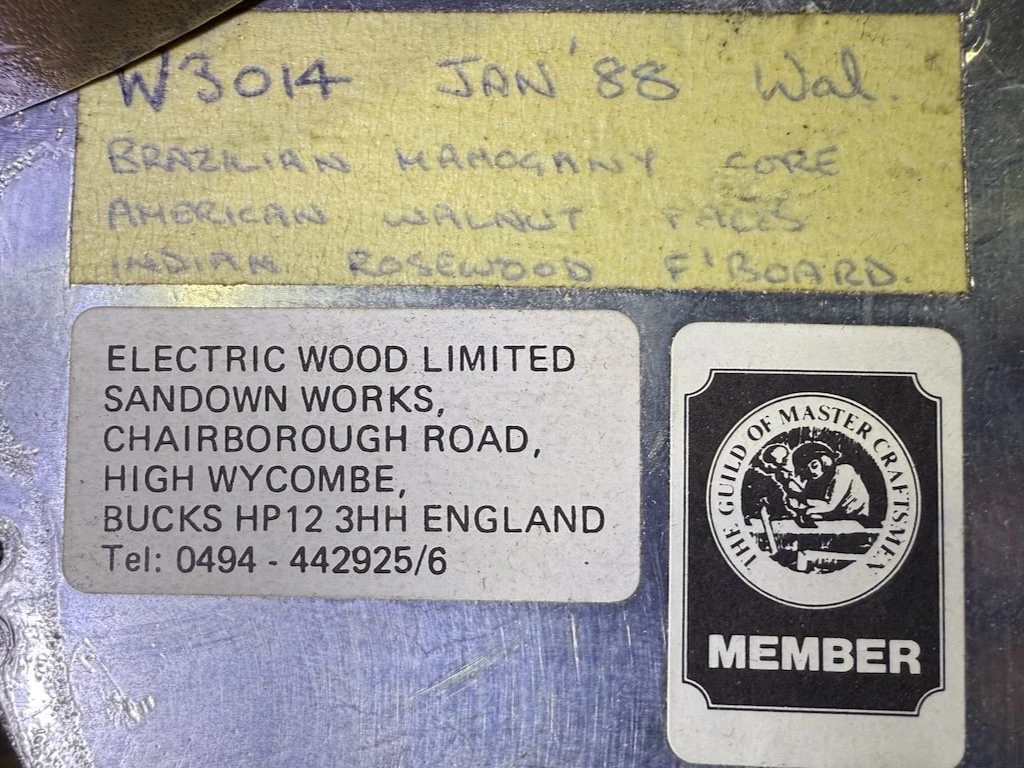 W3014 JAN '88 Wal.
BRAZILIAN MAHOGANY CORE
AMERICAN WALNUT FACES
INDIAN ROSEWOOD F'BOARD.
ELECTRIC WOOD LIMITED
SANDOWN WORKS,
CHAIRBOROUGH ROAD,
HIGH WYCOMBE,
BUCKS HP12 3HH ENGLAND
Tel: 0494 - 442925/6
THE GUILD OF MASTER CRAFTSMEN
MEMBER